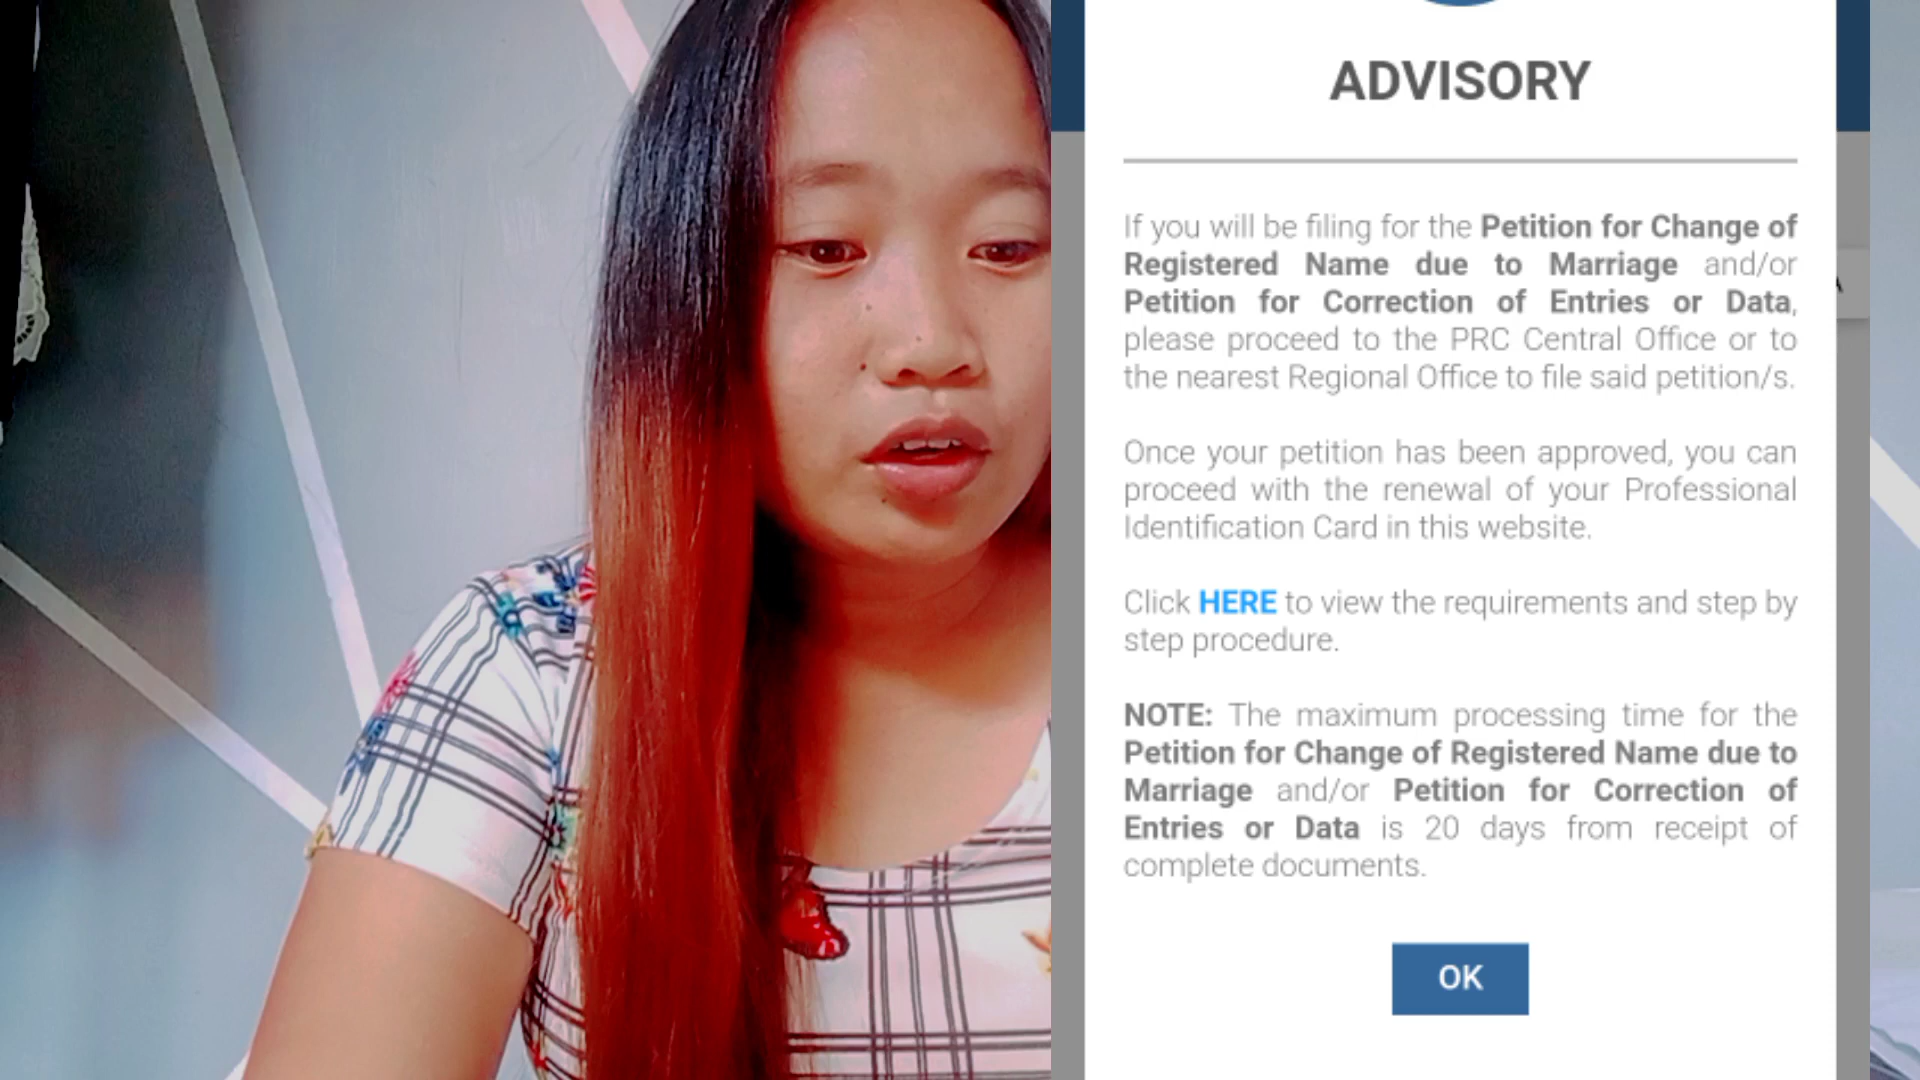 ADVISORY
If you will be filing for the Petition for Change of
Registered Name due to Marriage and/or
Petition for Correction of Entries or Data,
please proceed to the PRC Central Office or to
the nearest Regional Office to file said petition/s.
Once your petition has been approved, you can
proceed with the renewal of your Professional
Identification Card in this website.
Click HERE to view the requirements and step by
step procedure.
NOTE: The maximum processing time for the
Petition for Change of Registered Name due to
Marriage and/or Petition for Correction of
Entries or Data is 20 days from receipt of
complete documents.
OK